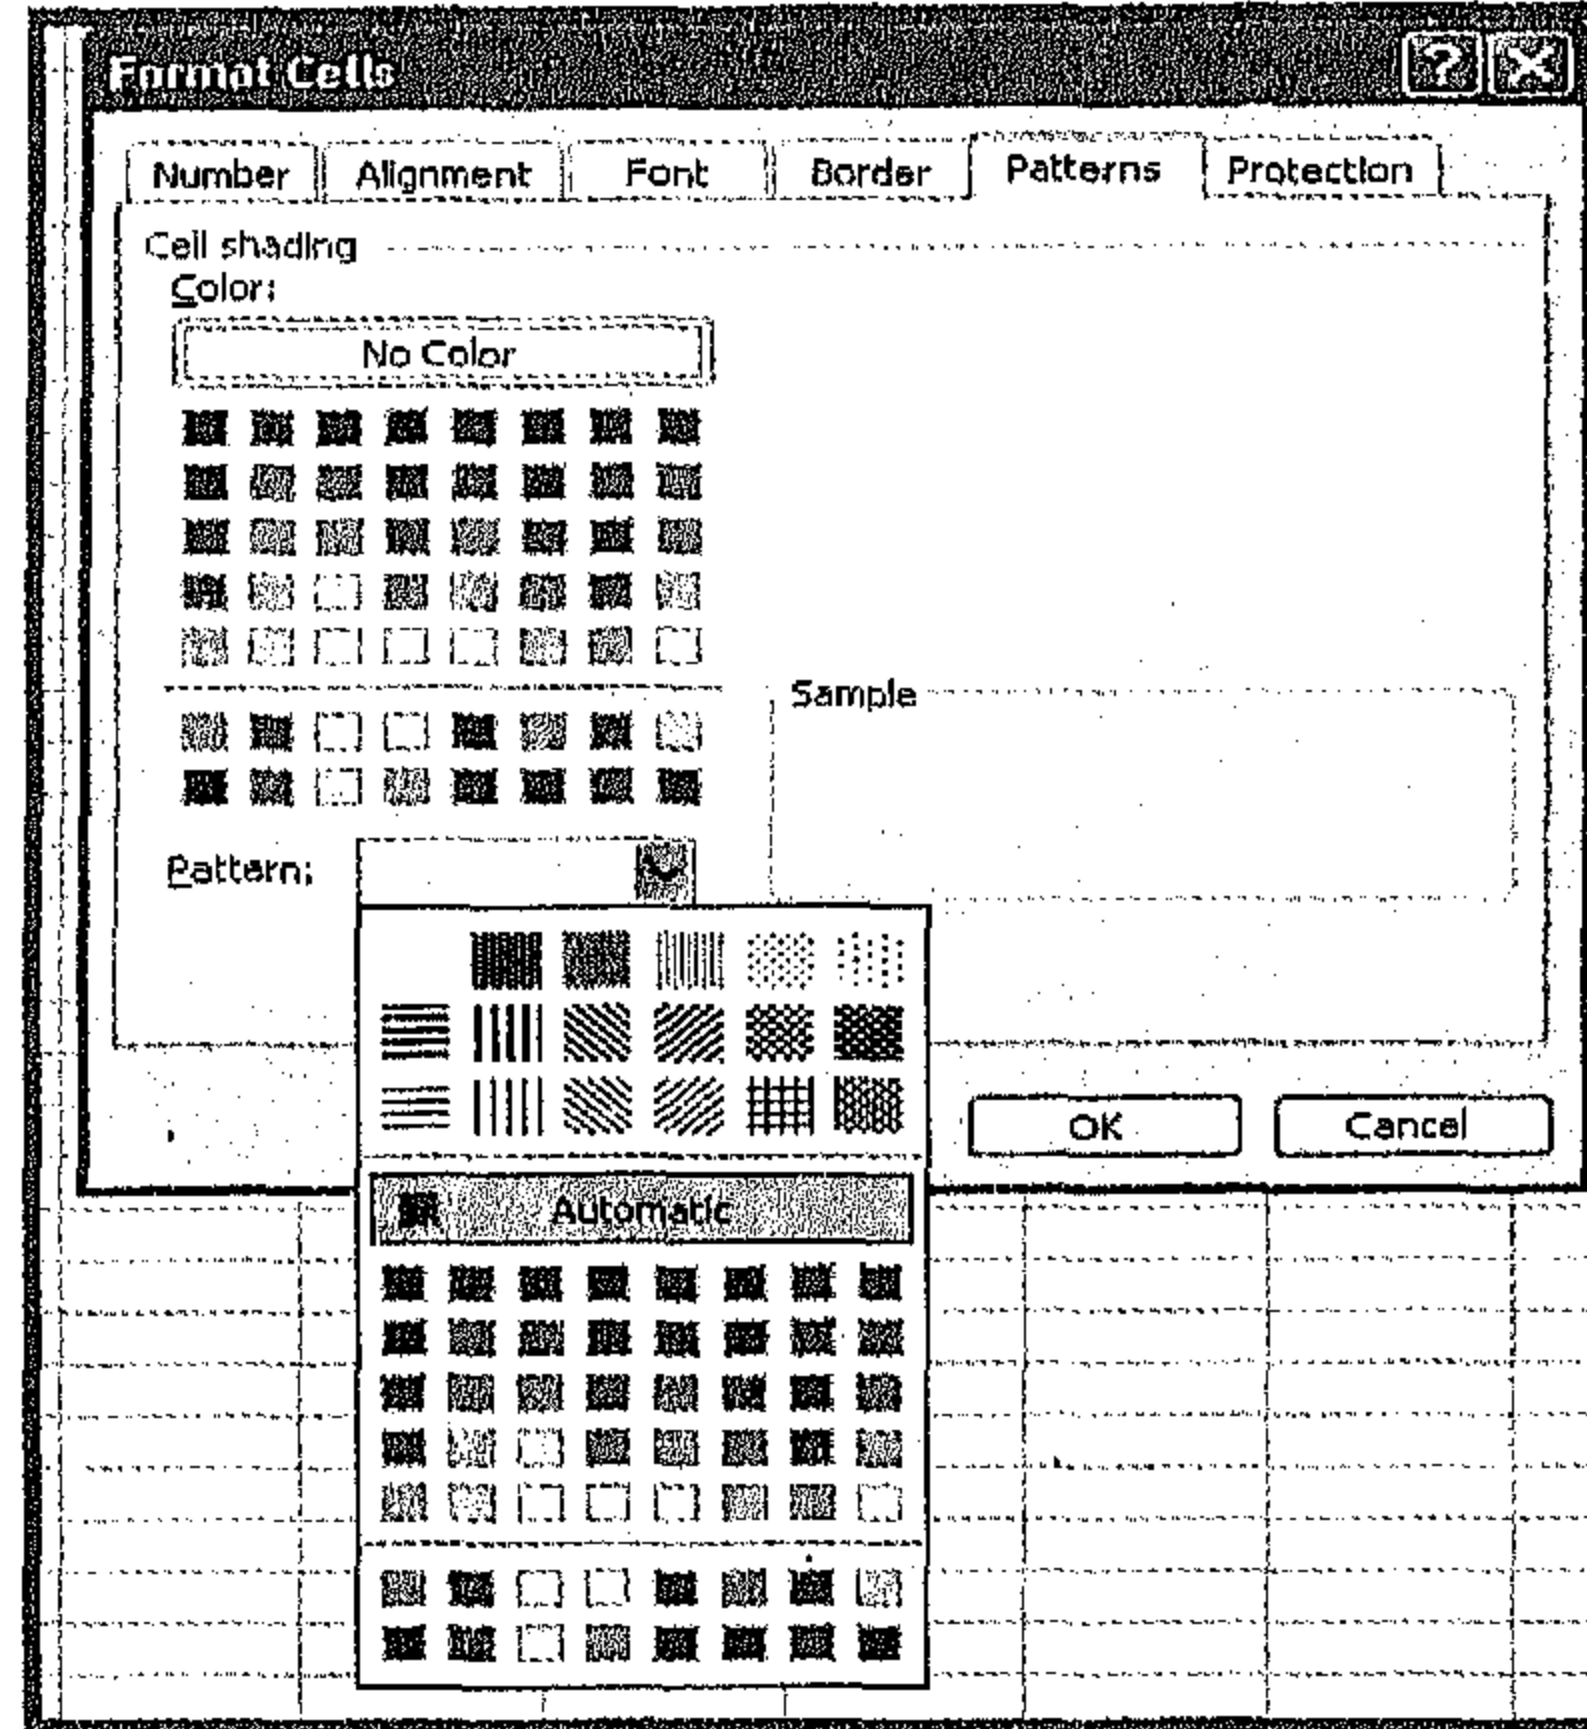 Format Cells
Number Alignment Font Border Patterns Protection
Cell shading
Color:
No Color
Sample
Pattern:
OK Cancel
Automatic